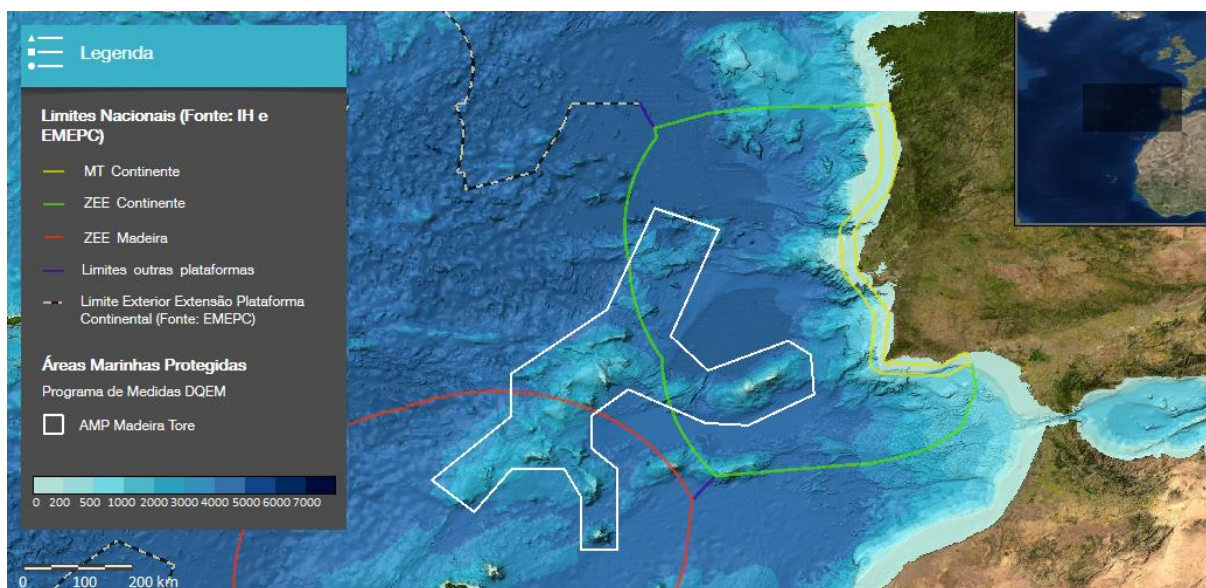 Legenda
Limites Nacionais (Fonte: IH e
EMEPC)
MT Continente
ZEE Continente
ZEE Madeira
Limites outras plataformas
Limite Exterior Extensão Plataforma
Continental (Fonte: EMEPC)
Áreas Marinhas Protegidas
Programa de Medidas DQEM
AMP Madeira Tore
0 200 500 1000 2000 3000 4000 5000 6000 7000
0 100 200 km